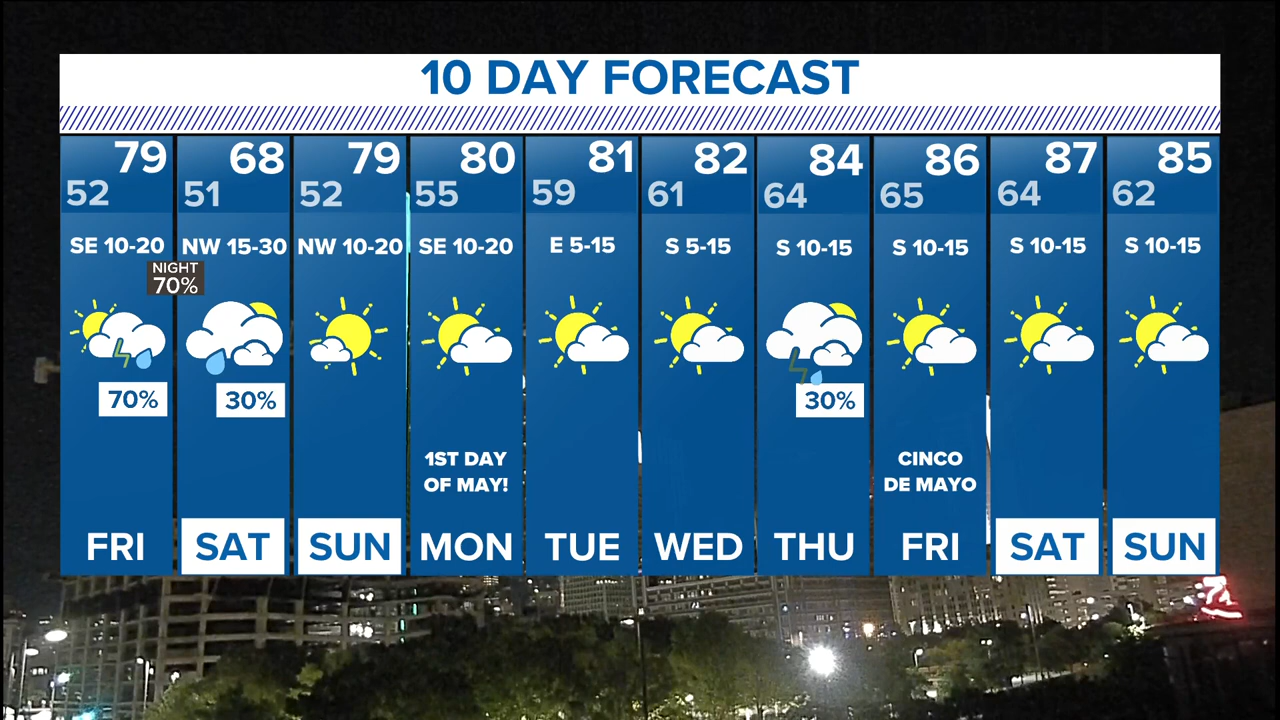 10 DAY FORECAST
79 68 79 80 81 82 84 86 87 85
52 51 52 55 59 61 64 65 64 62
SE 10-20 NW 15-30 NW 10-20 SE 10-20 E 5-15 S 5-15 S 10-15 S 10-15 S 10-15 S 10-15
NIGHT
70%
70% 30% 30%
1ST DAY
OF MAY!
CINCO
DE MAYO
FRI SAT SUN MON TUE WED THU FRI SAT SUN